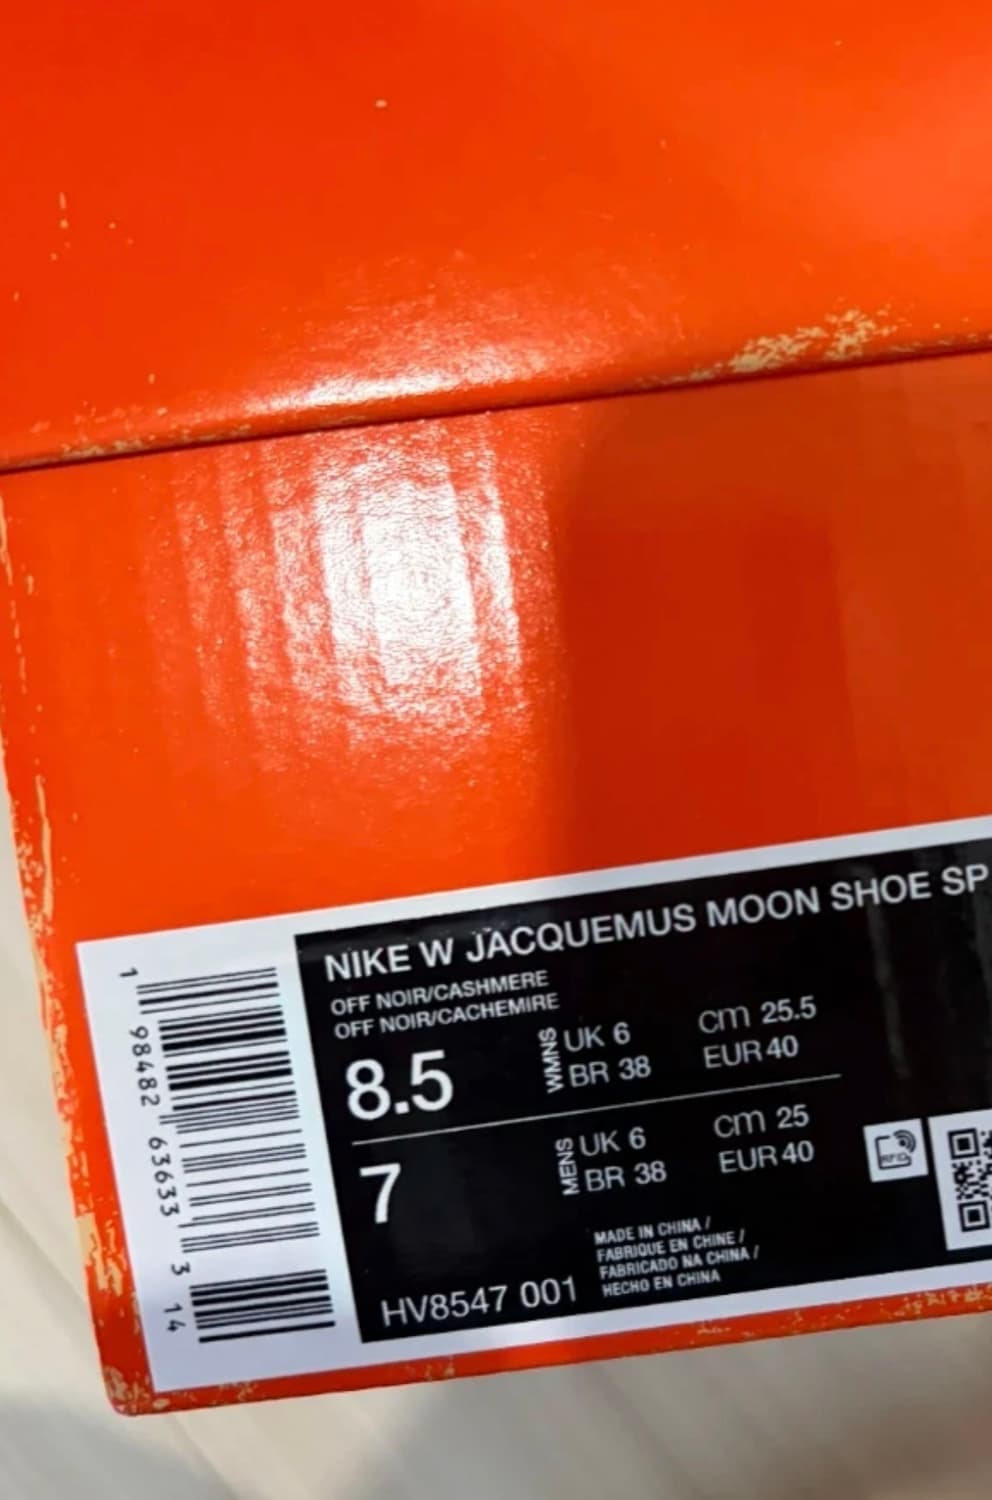 NIKE W JACQUEMUS MOON SHOE SP
OFF NOIR/CASHMERE
OFF NOIR/CACHEMIRE
8.5
WMNS
UK 6
BR 38
cm 25.5
EUR 40
7
MENS
UK 6
BR 38
cm 25
EUR 40
RFID
MADE IN CHINA /
FABRIQUE EN CHINE /
FABRICADO NA CHINA /
HECHO EN CHINA
HV8547 001
1 98482 63633 3 14